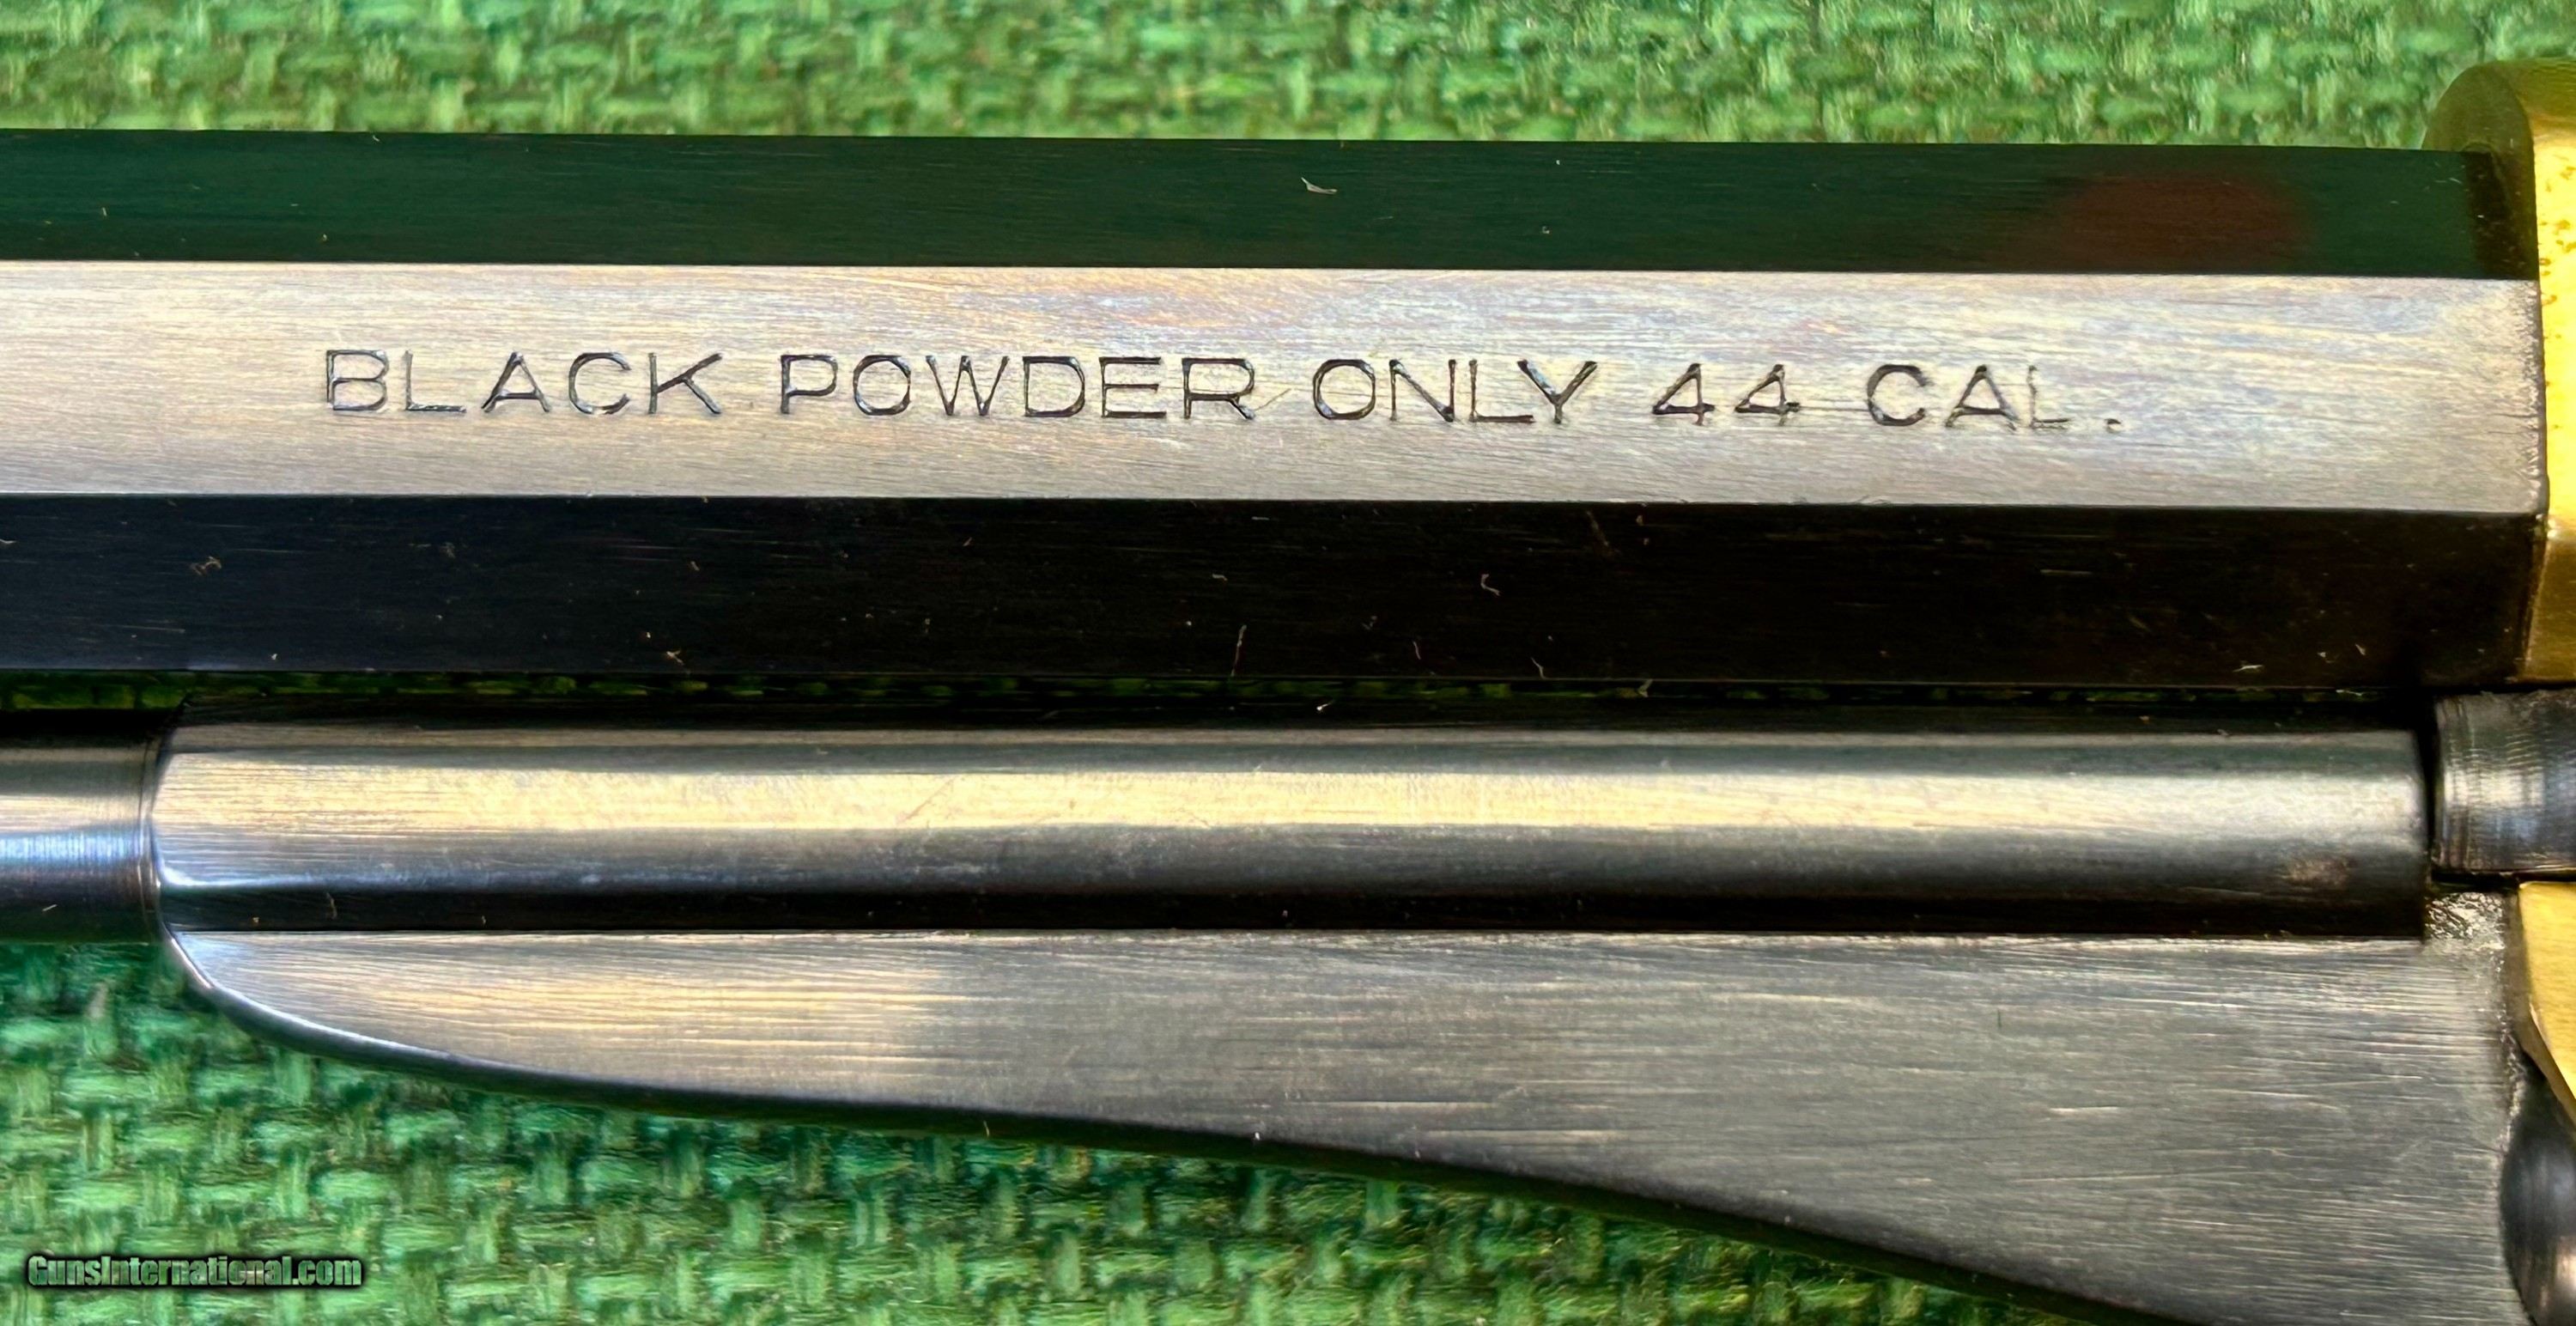 BLACK POWDER ONLY 44 CAL.
GunsInternational.com